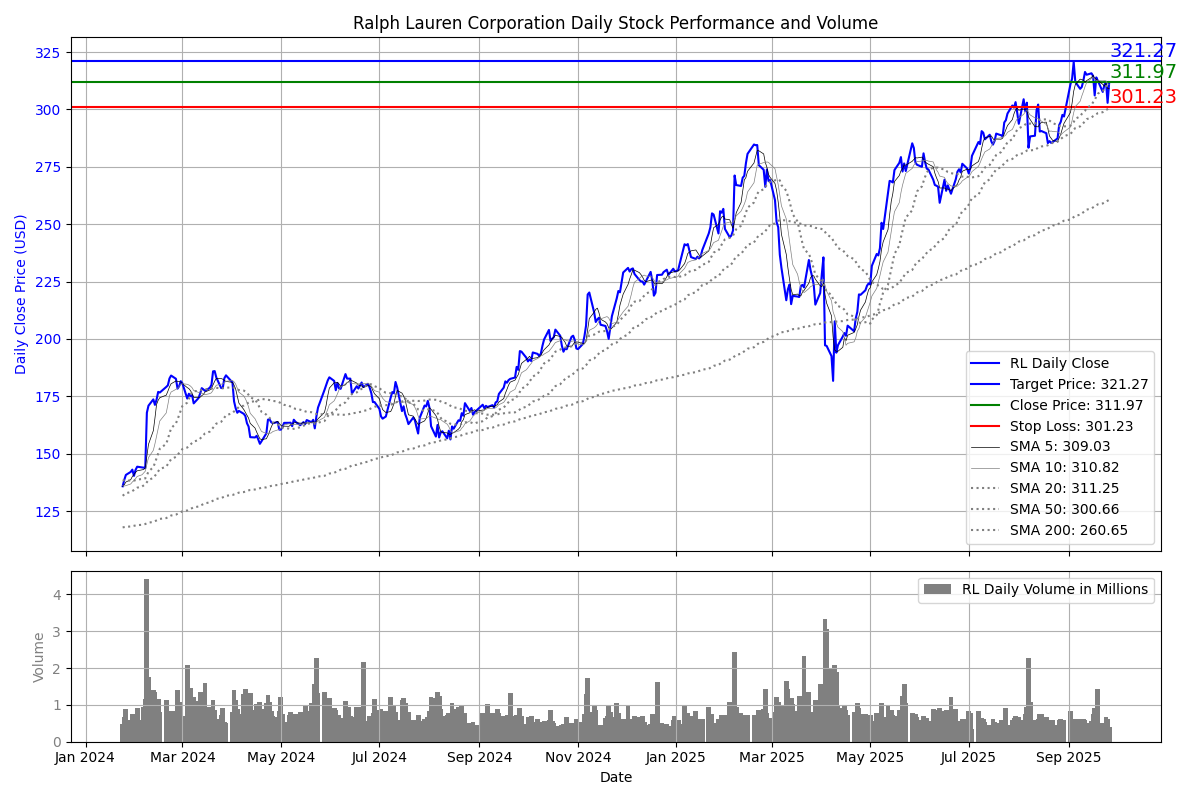 Ralph Lauren Corporation Daily Stock Performance and Volume
Daily Close Price (USD)
325
300
275
250
225
200
175
150
125
321.27
311.97
301.23
RL Daily Close
Target Price: 321.27
Close Price: 311.97
Stop Loss: 301.23
SMA 5: 309.03
SMA 10: 310.82
SMA 20: 311.25
SMA 50: 300.66
SMA 200: 260.65
Volume
4
3
2
1
0
RL Daily Volume in Millions
Jan 2024 Mar 2024 May 2024 Jul 2024 Sep 2024 Nov 2024 Jan 2025 Mar 2025 May 2025 Jul 2025 Sep 2025
Date